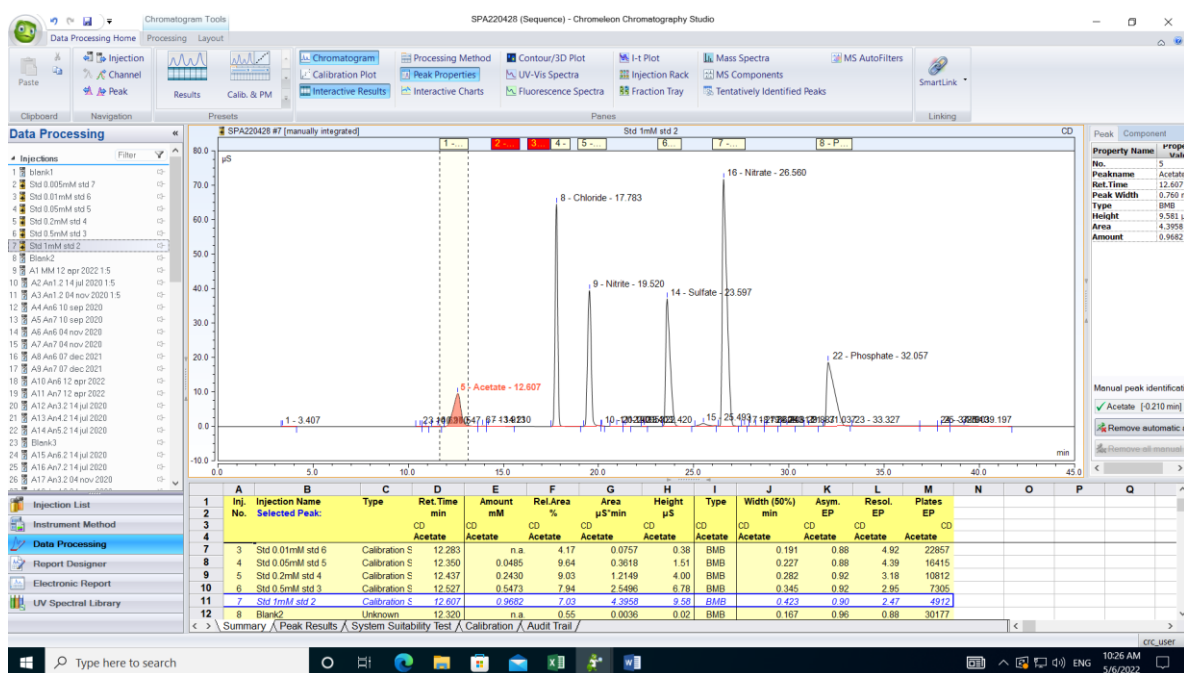 Chromatogram Tools
SPA220428 (Sequence) - Chromeleon Chromatography Studio
Data Processing Home Processing Layout
Paste
Injection
Channel
Peak
Results
Calib. & PM
Chromatogram
Calibration Plot
Interactive Results
Processing Method
Peak Properties
Interactive Charts
Contour/3D Plot
UV-Vis Spectra
Fluorescence Spectra
I-t Plot
Injection Rack
Fraction Tray
Mass Spectra
MS Components
Tentatively Identified Peaks
MS AutoFilters
SmartLink
Clipboard Navigation Presets Panes Linking
Data Processing
Injections Filter
1 blank1
2 Std 0.005mM std 7
3 Std 0.01mM std 6
4 Std 0.05mM std 5
5 Std 0.2mM std 4
6 Std 0.5mM std 3
7 Std 1mM std 2
8 Blank2
9 A1 MM 12 apr 2022 1:5
10 A2 An1.2 14 jul 2020 1:5
11 A3 An1.2 04 nov 2020 1:5
12 A4 An6 10 sep 2020
13 A5 An7 10 sep 2020
14 A6 An6 04 nov 2020
15 A7 An7 04 nov 2020
16 A8 An6 07 dec 2021
17 A9 An7 07 dec 2021
18 A10 An6 12 apr 2022
19 A11 An7 12 apr 2022
20 A12 An3.2 14 jul 2020
21 A13 An4.2 14 jul 2020
22 A14 An5.2 14 jul 2020
23 Blank3
24 A15 An6.2 14 jul 2020
25 A16 An7.2 14 jul 2020
26 A17 An3.2 04 nov 2020
Injection List
Instrument Method
Data Processing
Report Designer
Electronic Report
UV Spectral Library
SPA220428 #7 [manually integrated] Std 1mM std 2 CD
1 -... 2 -... 3... 4 - 5 -... 6... 7 -... 8 - P...
µS
80.0
70.0
60.0
50.0
40.0
30.0
20.0
10.0
0.0
-10.0
16 - Nitrate - 26.560
8 - Chloride - 17.783
9 - Nitrite - 19.520
14 - Sulfate - 23.597
22 - Phosphate - 32.057
5 - Acetate - 12.607
1 - 3.407
15 - 25.493
23 - 33.327
min
0.0 5.0 10.0 15.0 20.0 25.0 30.0 35.0 40.0 45.0
Peak Component
Property Name
No. 5
Peakname Acetate
Ret.Time 12.607
Peak Width 0.760
Type BMB
Height 9.581
Area 4.3958
Amount 0.9682
Manual peak identificati
Acetate [-0.210 min]
Remove automatic
Remove all manual
A B C D E F G H I J K L M N O P Q
1 Inj. Injection Name Type Ret.Time Amount Rel.Area Area Height Type Width (50%) Asym. Resol. Plates
2 No. Selected Peak: min mM % µS*min µS min EP EP EP
3 CD CD CD CD CD CD CD CD CD CD
4 Acetate Acetate Acetate Acetate Acetate Acetate Acetate Acetate Acetate Acetate
7 3 Std 0.01mM std 6 Calibration S 12.283 n.a. 4.17 0.0757 0.38 BMB 0.191 0.88 4.92 22857
8 4 Std 0.05mM std 5 Calibration S 12.350 0.0485 9.64 0.3618 1.51 BMB 0.227 0.88 4.39 16415
9 5 Std 0.2mM std 4 Calibration S 12.437 0.2430 9.03 1.2149 4.00 BMB 0.282 0.92 3.18 10812
10 6 Std 0.5mM std 3 Calibration S 12.527 0.5473 7.94 2.5496 6.78 BMB 0.345 0.92 2.95 7305
11 7 Std 1mM std 2 Calibration S 12.607 0.9682 7.03 4.3958 9.58 BMB 0.423 0.90 2.47 4912
12 8 Blank2 Unknown 12.320 n.a. 0.55 0.0036 0.02 BMB 0.167 0.96 0.88 30177
Summary Peak Results System Suitability Test Calibration Audit Trail
crc_user
Type here to search
ENG
10:26 AM
5/6/2022